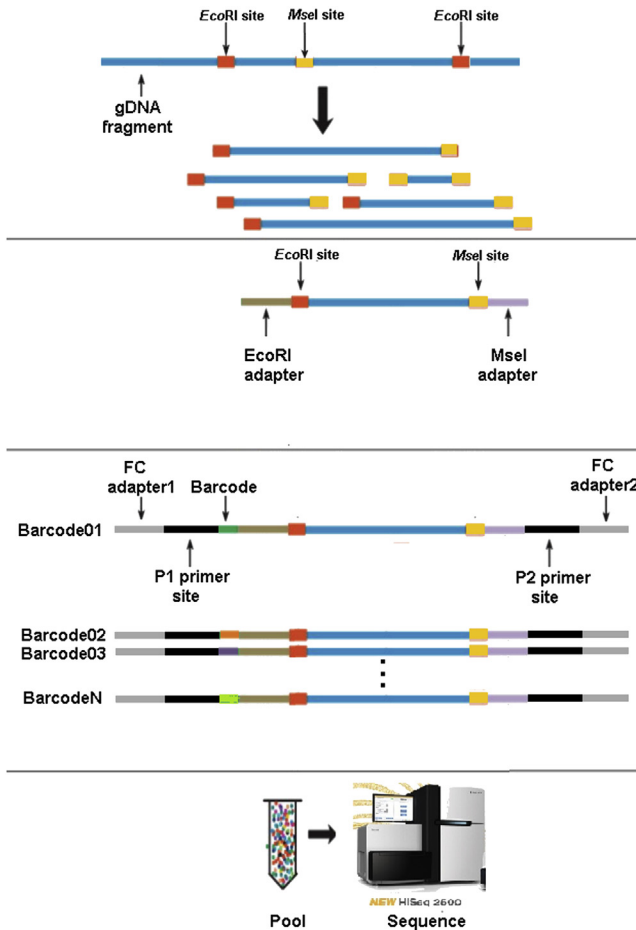 EcoRI site MseI site EcoRI site
gDNA
fragment
EcoRI site MseI site
EcoRI
adapter
MseI
adapter
FC
adapter1
Barcode
FC
adapter2
Barcode01
P1 primer
site
P2 primer
site
Barcode02
Barcode03
BarcodeN
NEW HiSeq 2500
Pool Sequence